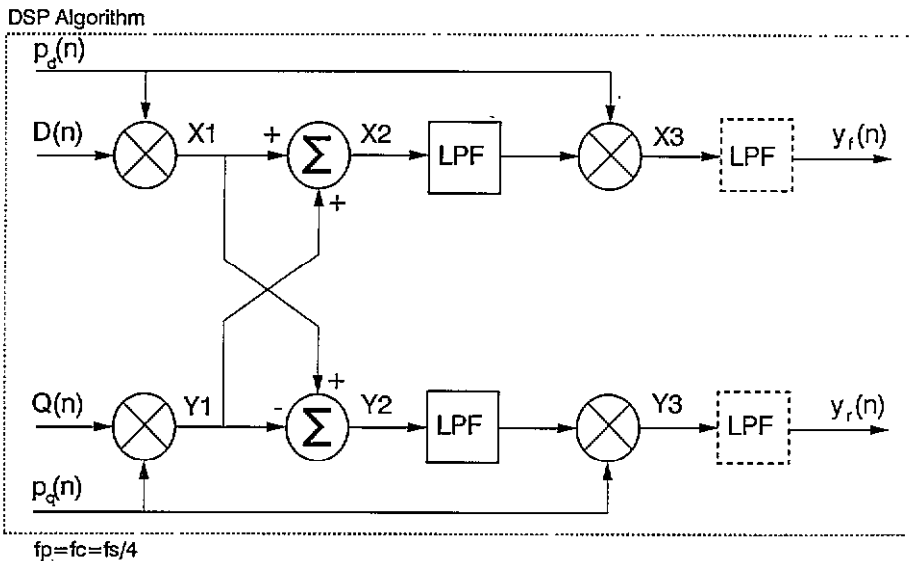 DSP Algorithm
p_d(n)
D(n) X1 + Σ X2 LPF X3 LPF y_f(n)
+
+
Q(n) Y1 - Σ Y2 LPF Y3 LPF y_r(n)
p_q(n)
fp=fc=fs/4